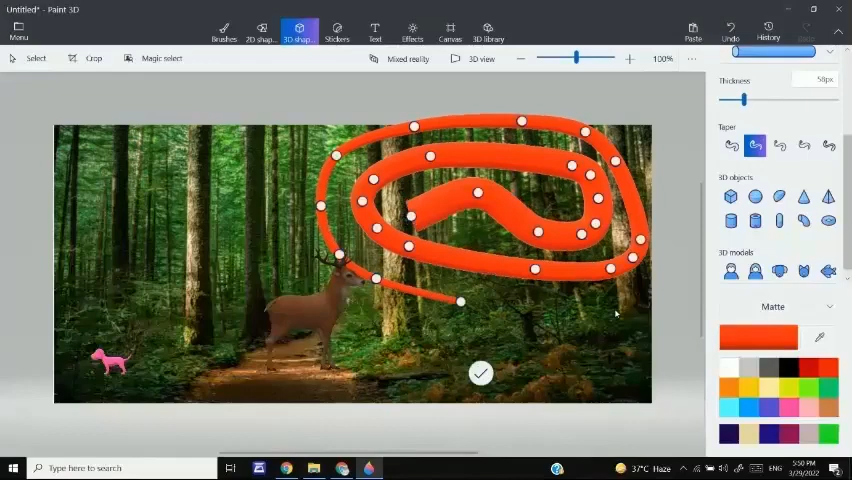 Untitled* - Paint 3D
Menu
Brushes
2D shap...
3D shap...
Stickers
Text
Effects
Canvas
3D library
Paste
Undo
History
Select
Crop
Magic select
Mixed reality
3D view
100%
Thickness
58px
Taper
3D objects
3D models
Matte
Type here to search
37°C Haze
ENG
5:50 PM
3/29/2022